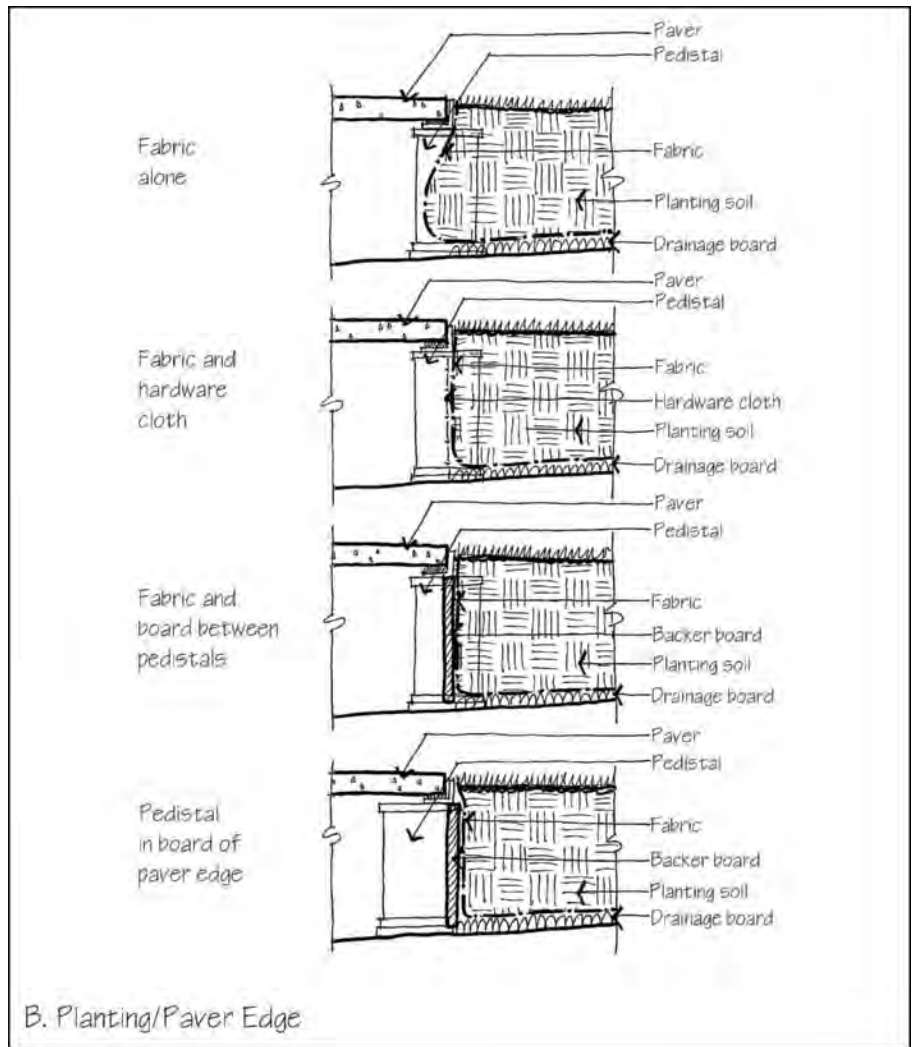 Paver
Pedistal
Fabric
alone
Fabric
Planting soil
Drainage board
Paver
Pedistal
Fabric and
hardware
cloth
Fabric
Hardware cloth
Planting soil
Drainage board
Paver
Pedistal
Fabric and
board between
pedistals
Fabric
Backer board
Planting soil
Drainage board
Paver
Pedistal
Pedistal
in board of
paver edge
Fabric
Backer board
Planting soil
Drainage board
B. Planting/Paver Edge